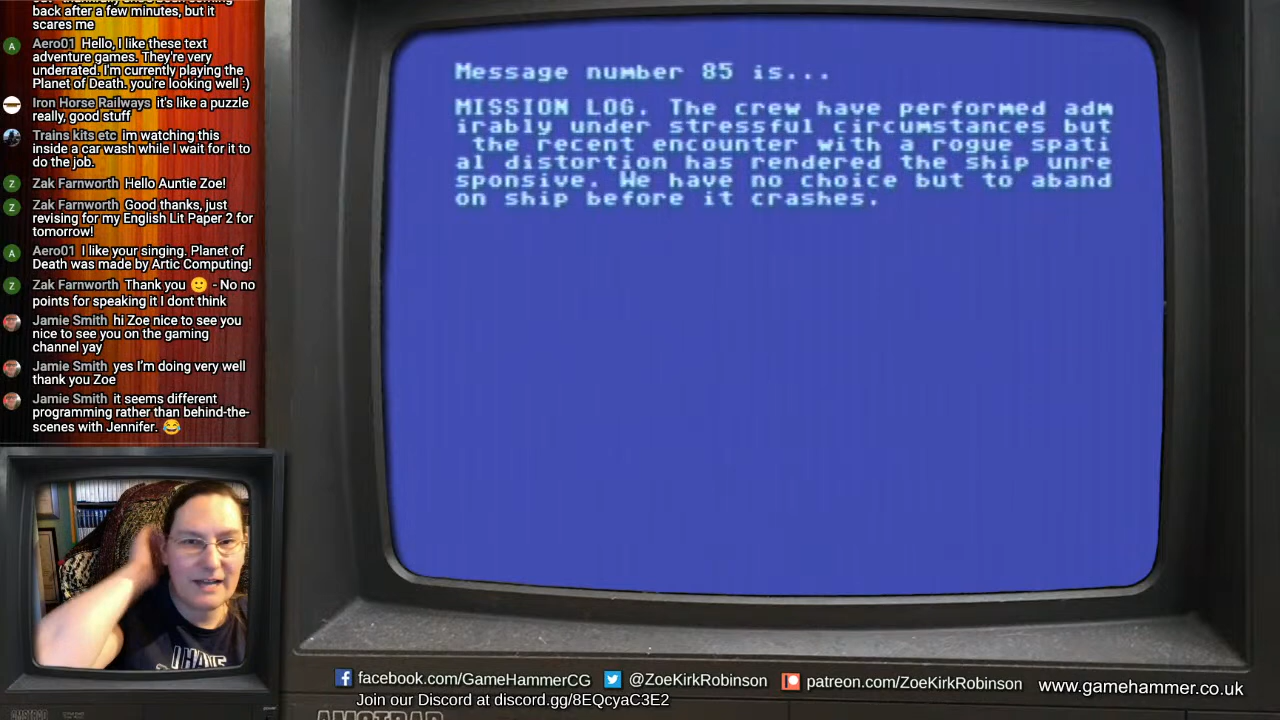 back after a few minutes, but it
scares me
Aero01 Hello, I like these text
adventure games. They're very
underrated. I'm currently playing the
Planet of Death. you're looking well :)
Iron Horse Railways it's like a puzzle
really, good stuff
Trains kits etc im watching this
inside a car wash while I wait for it to
do the job.
Zak Farnworth Hello Auntie Zoe!
Zak Farnworth Good thanks, just
revising for my English Lit Paper 2 for
tomorrow!
Aero01 I like your singing. Planet of
Death was made by Artic Computing!
Zak Farnworth Thank you 🙂 - No no
points for speaking it I dont think
Jamie Smith hi Zoe nice to see you
nice to see you on the gaming
channel yay
Jamie Smith yes I'm doing very well
thank you Zoe
Jamie Smith it seems different
programming rather than behind-the-
scenes with Jennifer. 😂
Message number 85 is...
MISSION LOG. The crew have performed adm
irably under stressful circumstances but
the recent encounter with a rogue spati
al distortion has rendered the ship unre
sponsive. We have no choice but to aband
on ship before it crashes.
I HAVE
facebook.com/GameHammerCG @ZoeKirkRobinson patreon.com/ZoeKirkRobinson www.gamehammer.co.uk
Join our Discord at discord.gg/8EQcyaC3E2